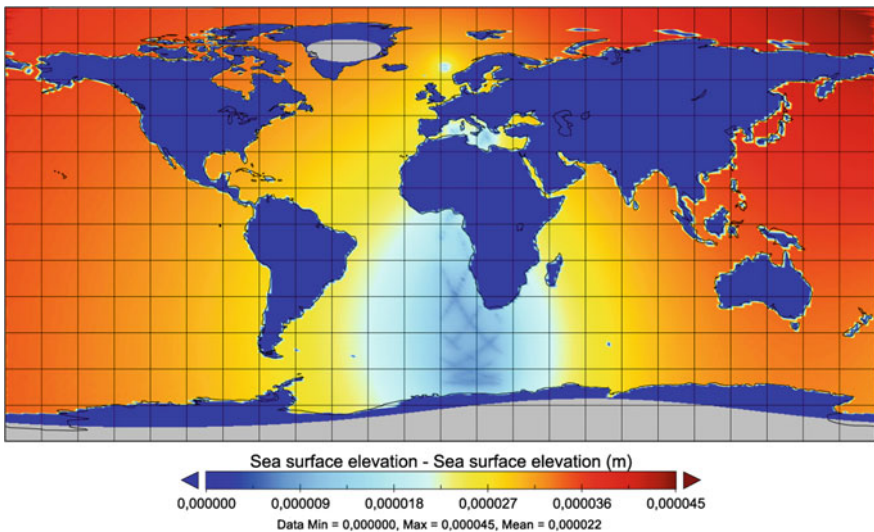 Sea surface elevation - Sea surface elevation (m)
0,000000 0,000009 0,000018 0,000027 0,000036 0,000045
Data Min = 0,000000, Max = 0,000045, Mean = 0,000022